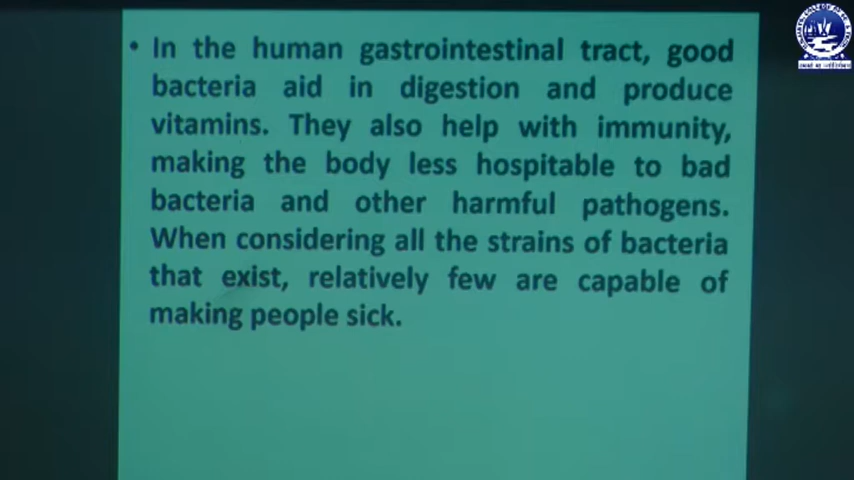 • In the human gastrointestinal tract, good
bacteria aid in digestion and produce
vitamins. They also help with immunity,
making the body less hospitable to bad
bacteria and other harmful pathogens.
When considering all the strains of bacteria
that exist, relatively few are capable of
making people sick.